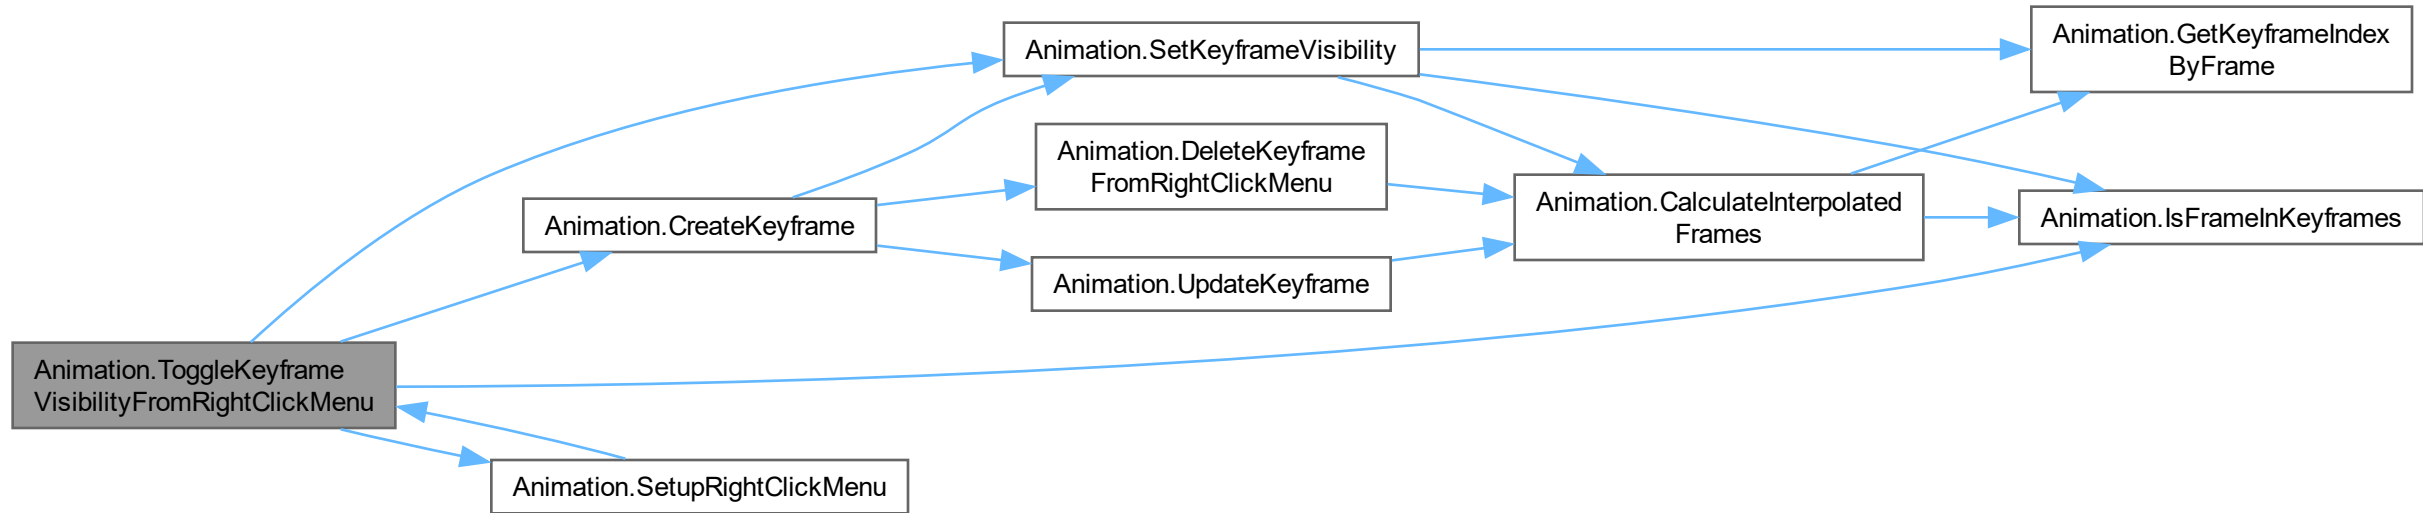 Animation.SetKeyframeVisibility
Animation.GetKeyframeIndex
ByFrame
Animation.DeleteKeyframe
FromRightClickMenu
Animation.CreateKeyframe
Animation.CalculateInterpolated
Frames
Animation.IsFrameInKeyframes
Animation.UpdateKeyframe
Animation.ToggleKeyframe
VisibilityFromRightClickMenu
Animation.SetupRightClickMenu